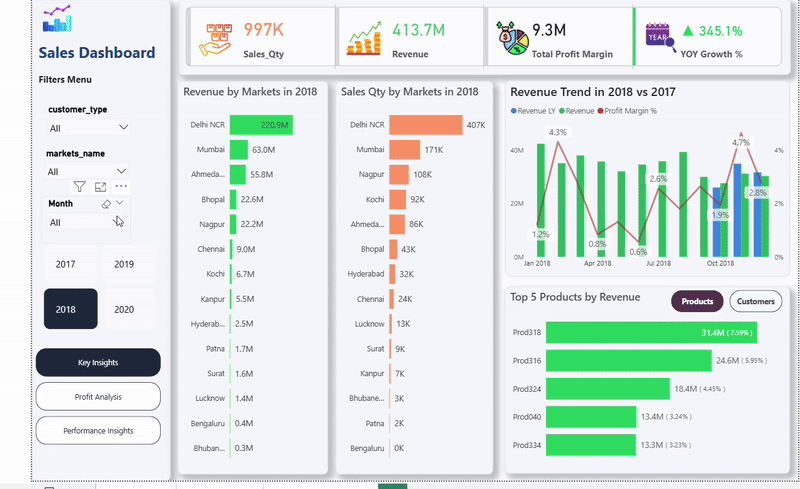 Sales Dashboard
Filters Menu
customer_type
All
markets_name
All
Month
All
2017 2019
2018 2020
Key Insights
Profit Analysis
Performance Insights
997K
Sales_Qty
413.7M
Revenue
9.3M
Total Profit Margin
YEAR
▲ 345.1%
YOY Growth %
Revenue by Markets in 2018
Delhi NCR 220.9M
Mumbai 63.0M
Ahmeda... 55.8M
Bhopal 22.6M
Nagpur 22.2M
Chennai 9.0M
Kochi 6.7M
Kanpur 5.5M
Hyderab... 2.5M
Patna 1.7M
Surat 1.6M
Lucknow 1.4M
Bengaluru 0.4M
Bhuban... 0.3M
Sales Qty by Markets in 2018
Delhi NCR 407K
Mumbai 171K
Nagpur 108K
Kochi 92K
Ahmeda... 86K
Bhopal 43K
Hyderabad 32K
Chennai 24K
Lucknow 13K
Surat 9K
Kanpur 7K
Bhubane... 3K
Patna 2K
Bengaluru 0K
Revenue Trend in 2018 vs 2017
Revenue LY Revenue Profit Margin %
40M
20M
0M
4.3%
4.7%
2.6%
2.8%
1.9%
1.2%
0.8%
0.6%
4%
2%
0%
Jan 2018 Apr 2018 Jul 2018 Oct 2018
Top 5 Products by Revenue
Products Customers
Prod318 31.4M (7.59%)
Prod316 24.6M (5.95%)
Prod324 18.4M (4.45%)
Prod040 13.4M (3.24%)
Prod334 13.3M (3.23%)